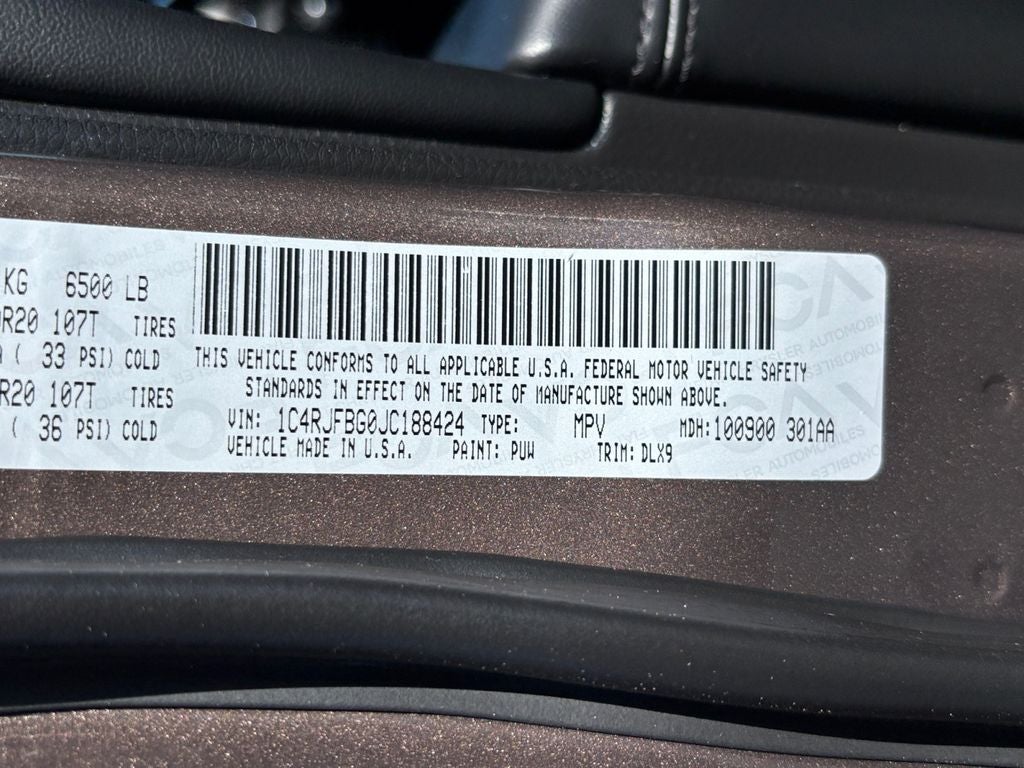 KG 6500 LB
R20 107T TIRES
( 33 PSI) COLD
R20 107T TIRES
( 36 PSI) COLD
THIS VEHICLE CONFORMS TO ALL APPLICABLE U.S.A. FEDERAL MOTOR VEHICLE SAFETY
STANDARDS IN EFFECT ON THE DATE OF MANUFACTURE SHOWN ABOVE.
VIN: 1C4RJFBG0JC188424 TYPE: MPV MDH:100900 301AA
VEHICLE MADE IN U.S.A. PAINT: PUW TRIM: DLX9